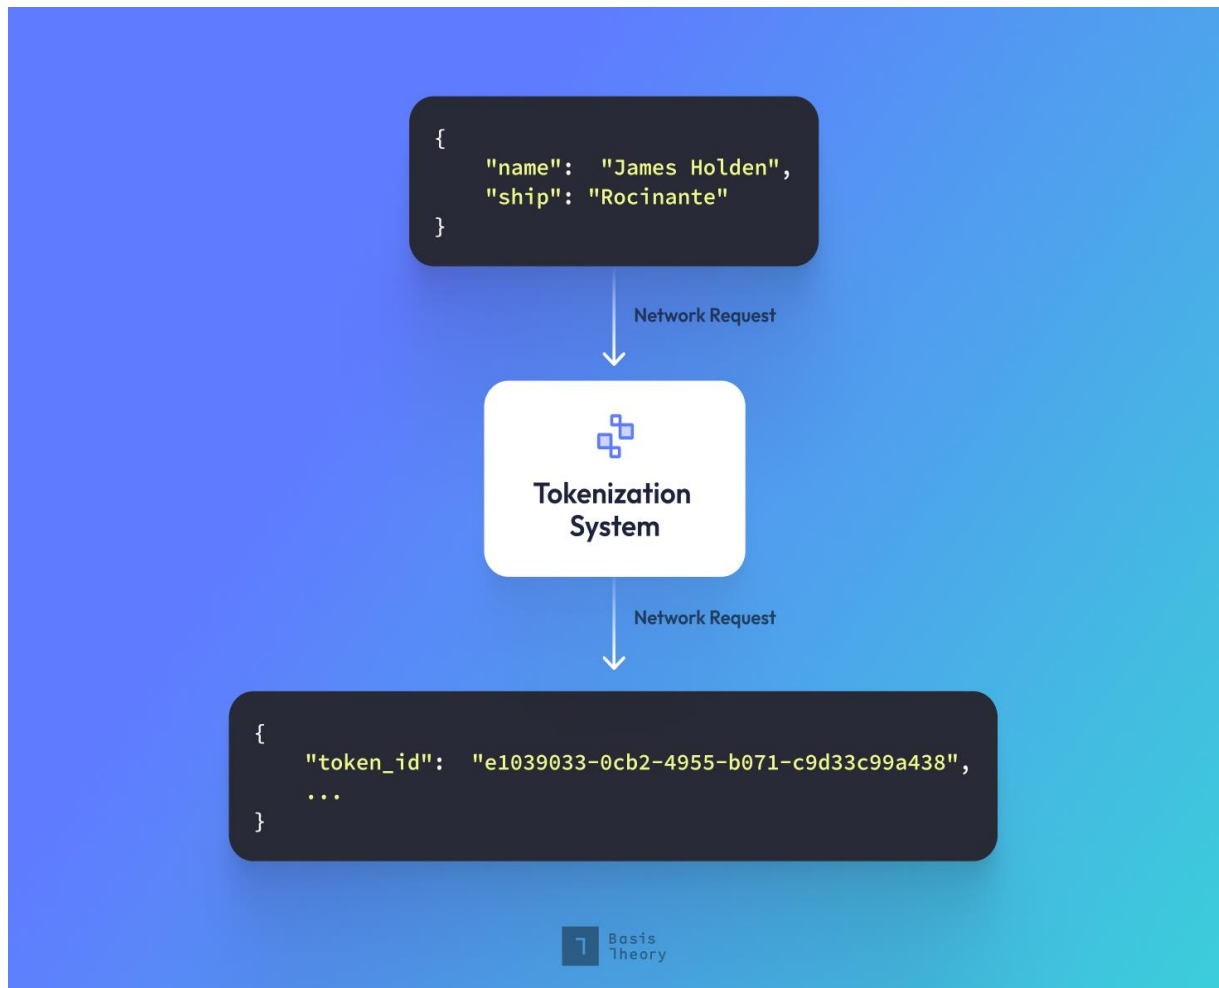 {
"name": "James Holden",
"ship": "Rocinante"
}
Network Request
Tokenization
System
Network Request
{
"token_id": "e1039033-0cb2-4955-b071-c9d33c99a438",
...
}
Basis
Theory